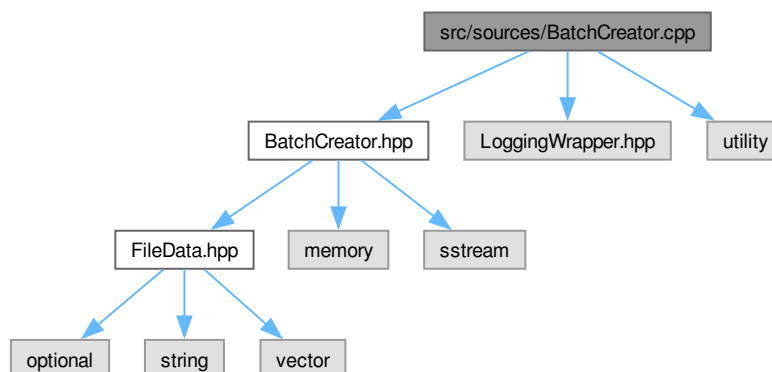 src/sources/BatchCreator.cpp
BatchCreator.hpp
LoggingWrapper.hpp
utility
FileData.hpp
memory
sstream
optional
string
vector